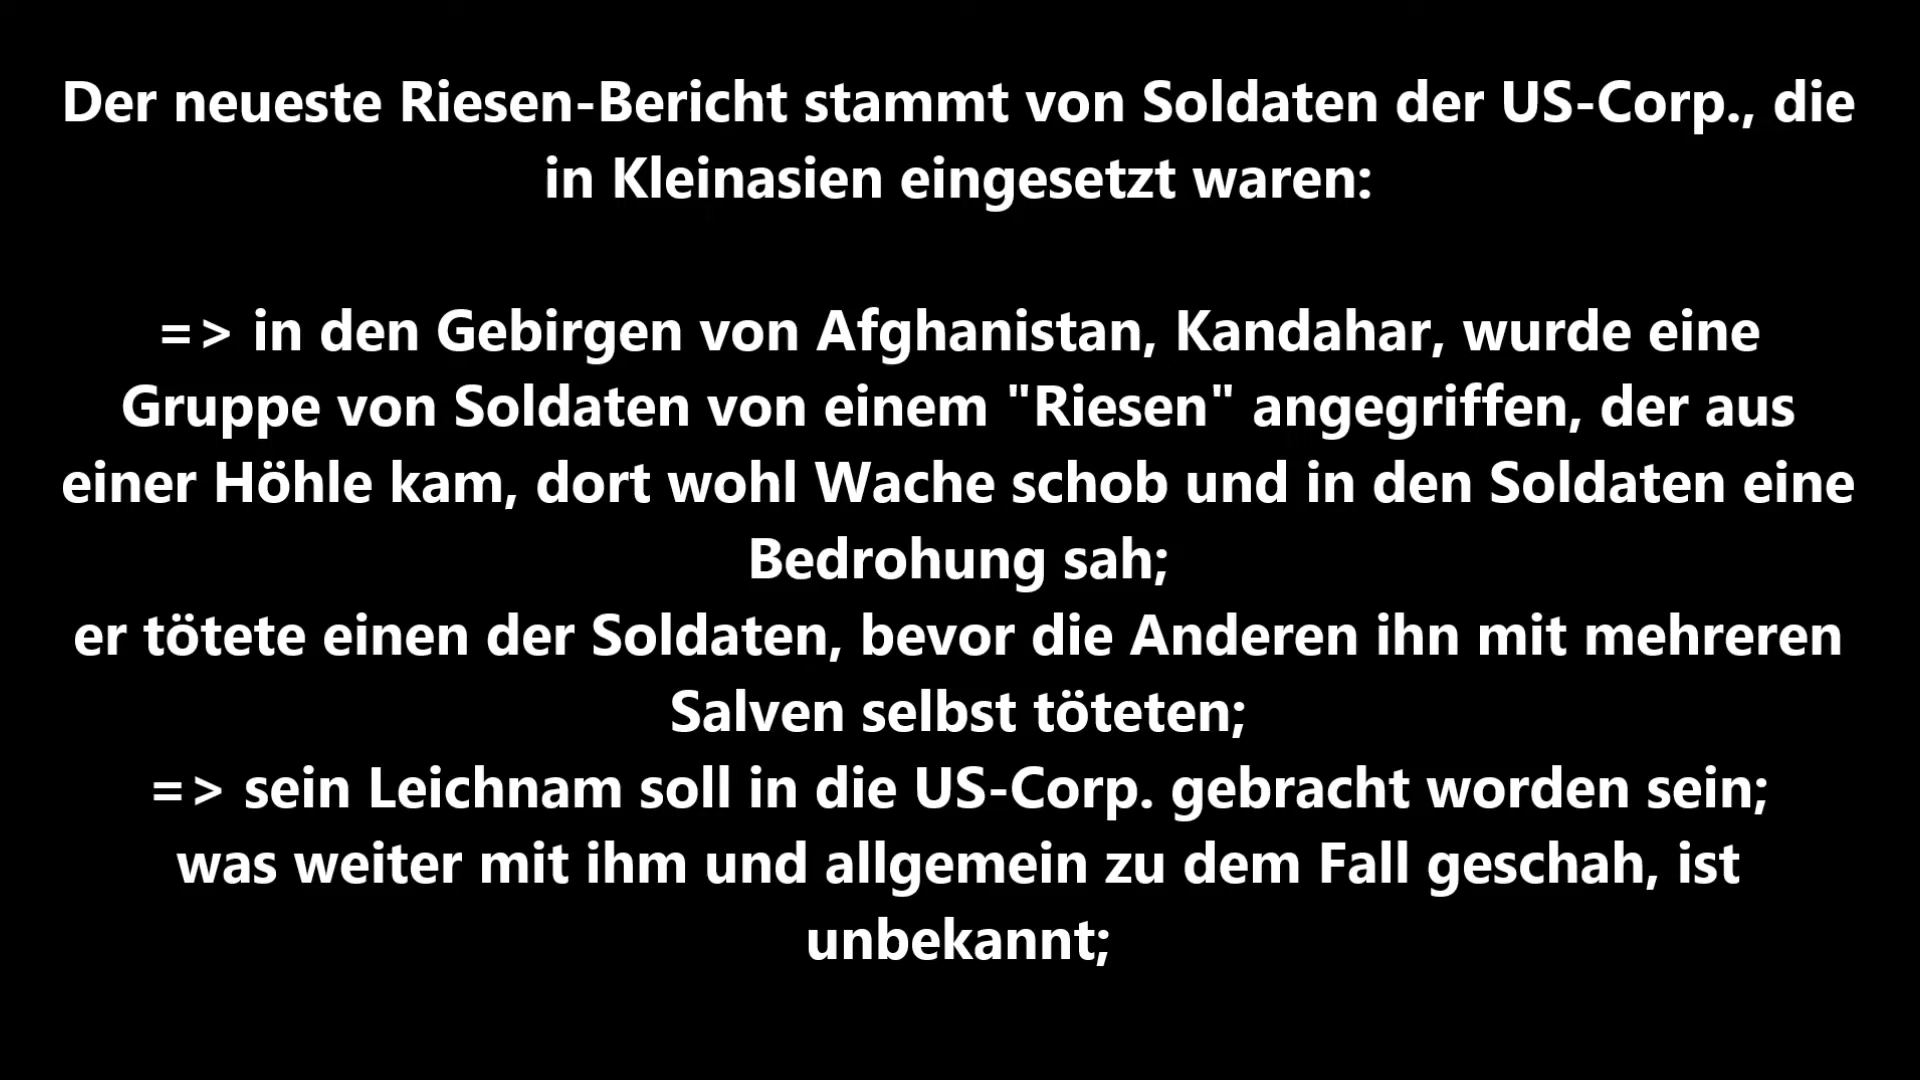 Der neueste Riesen-Bericht stammt von Soldaten der US-Corp., die
in Kleinasien eingesetzt waren:
=> in den Gebirgen von Afghanistan, Kandahar, wurde eine
Gruppe von Soldaten von einem "Riesen" angegriffen, der aus
einer Höhle kam, dort wohl Wache schob und in den Soldaten eine
Bedrohung sah;
er tötete einen der Soldaten, bevor die Anderen ihn mit mehreren
Salven selbst töteten;
=> sein Leichnam soll in die US-Corp. gebracht worden sein;
was weiter mit ihm und allgemein zu dem Fall geschah, ist
unbekannt;